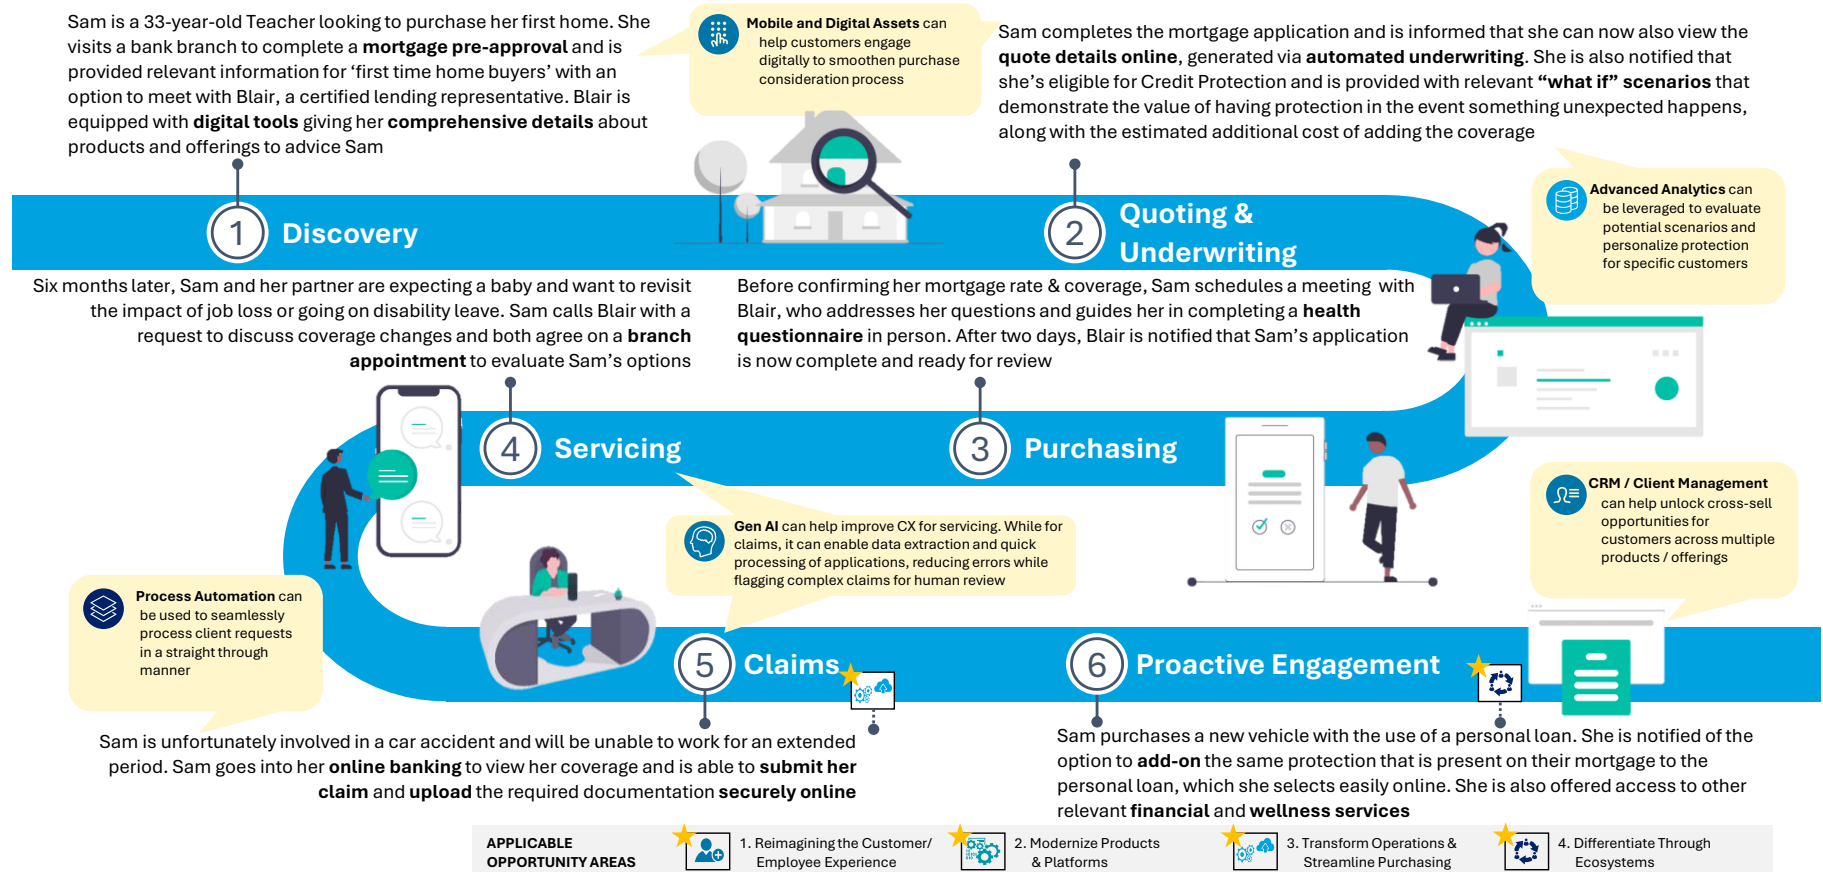 Sam is a 33-year-old Teacher looking to purchase her first home. She
visits a bank branch to complete a mortgage pre-approval and is
provided relevant information for ‘first time home buyers’ with an
option to meet with Blair, a certified lending representative. Blair is
equipped with digital tools giving her comprehensive details about
products and offerings to advice Sam
Mobile and Digital Assets can
help customers engage
digitally to smoothen purchase
consideration process
Sam completes the mortgage application and is informed that she can now also view the
quote details online, generated via automated underwriting. She is also notified that
she’s eligible for Credit Protection and is provided with relevant “what if” scenarios that
demonstrate the value of having protection in the event something unexpected happens,
along with the estimated additional cost of adding the coverage
1
Discovery
2
Quoting &
Underwriting
Advanced Analytics can
be leveraged to evaluate
potential scenarios and
personalize protection
for specific customers
Six months later, Sam and her partner are expecting a baby and want to revisit
the impact of job loss or going on disability leave. Sam calls Blair with a
request to discuss coverage changes and both agree on a branch
appointment to evaluate Sam’s options
Before confirming her mortgage rate & coverage, Sam schedules a meeting with
Blair, who addresses her questions and guides her in completing a health
questionnaire in person. After two days, Blair is notified that Sam’s application
is now complete and ready for review
4
Servicing
3
Purchasing
CRM / Client Management
can help unlock cross-sell
opportunities for
customers across multiple
products / offerings
Gen AI can help improve CX for servicing. While for
claims, it can enable data extraction and quick
processing of applications, reducing errors while
flagging complex claims for human review
Process Automation can
be used to seamlessly
process client requests
in a straight through
manner
5
Claims
6
Proactive Engagement
Sam is unfortunately involved in a car accident and will be unable to work for an extended
period. Sam goes into her online banking to view her coverage and is able to submit her
claim and upload the required documentation securely online
Sam purchases a new vehicle with the use of a personal loan. She is notified of the
option to add-on the same protection that is present on their mortgage to the
personal loan, which she selects easily online. She is also offered access to other
relevant financial and wellness services
APPLICABLE
OPPORTUNITY AREAS
1. Reimagining the Customer/
Employee Experience
2. Modernize Products
& Platforms
3. Transform Operations &
Streamline Purchasing
4. Differentiate Through
Ecosystems